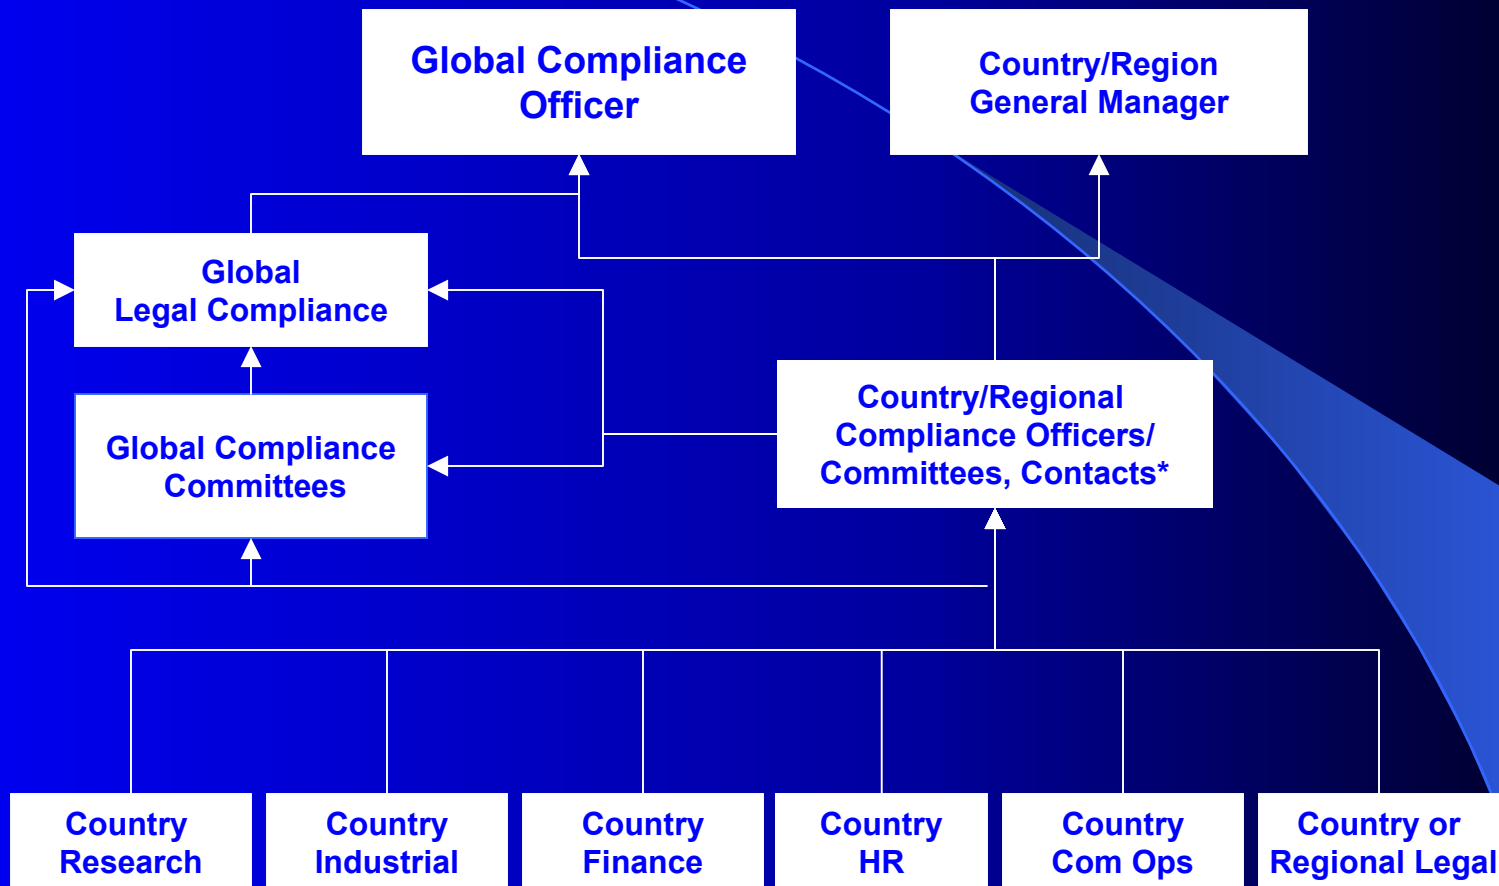 Global Compliance
Officer
Country/Region
General Manager
Global
Legal Compliance
Country/Regional
Compliance Officers/
Committees, Contacts*
Global Compliance
Committees
Country
Research
Country
Industrial
Country
Finance
Country
HR
Country
Com Ops
Country or
Regional Legal